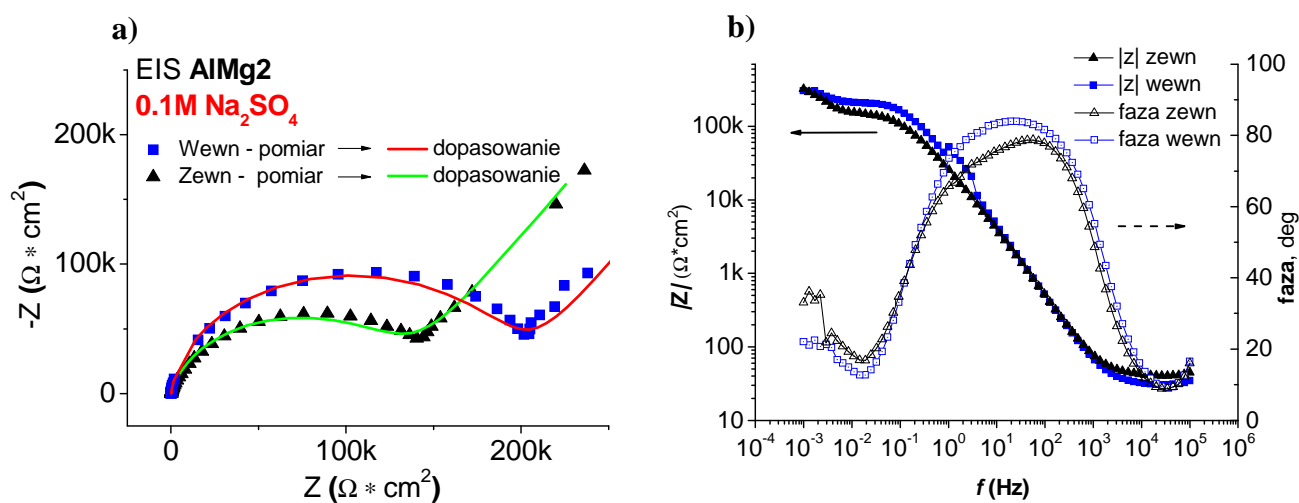 a)
EIS AlMg2
0.1M Na₂SO₄
200k
Wewn - pomiar → dopasowanie
Zewn - pomiar → dopasowanie
-Z (Ω * cm²)
100k
0
0 100k 200k
Z (Ω * cm²)
b)
|z| zewn
|z| wewn
faza zewn
faza wewn
100k
10k
1k
100
10
/Z/ (Ω*cm²)
100
80
60
40
20
0
faza, deg
10⁻⁴ 10⁻³ 10⁻² 10⁻¹ 10⁰ 10¹ 10² 10³ 10⁴ 10⁵ 10⁶
f (Hz)